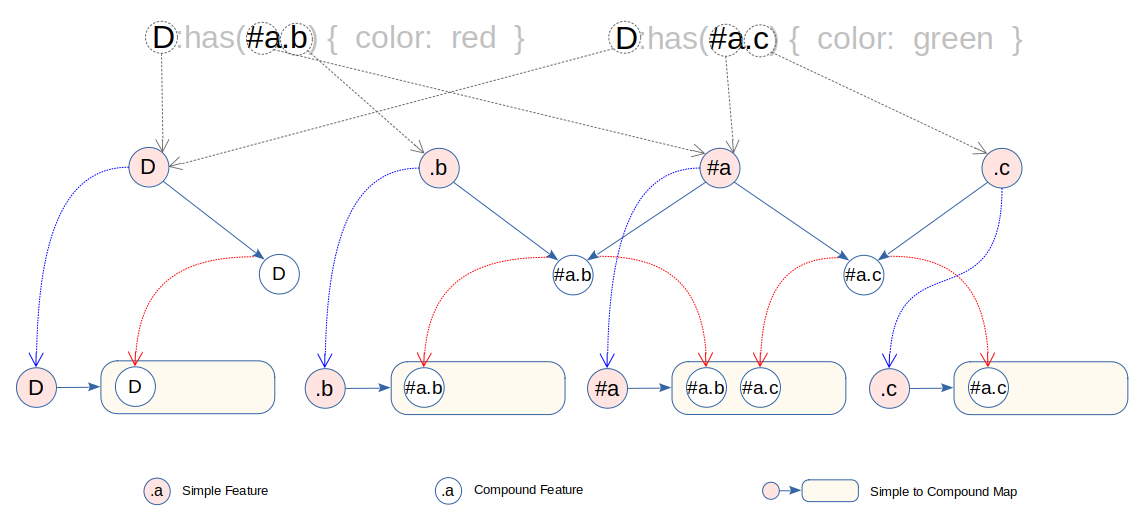 D:has(#a.b) { color: red } D:has(#a.c) { color: green }
D .b #a .c
D #a.b #a.c
D D .b #a.b #a #a.b #a.c .c #a.c
.a Simple Feature .a Compound Feature Simple to Compound Map